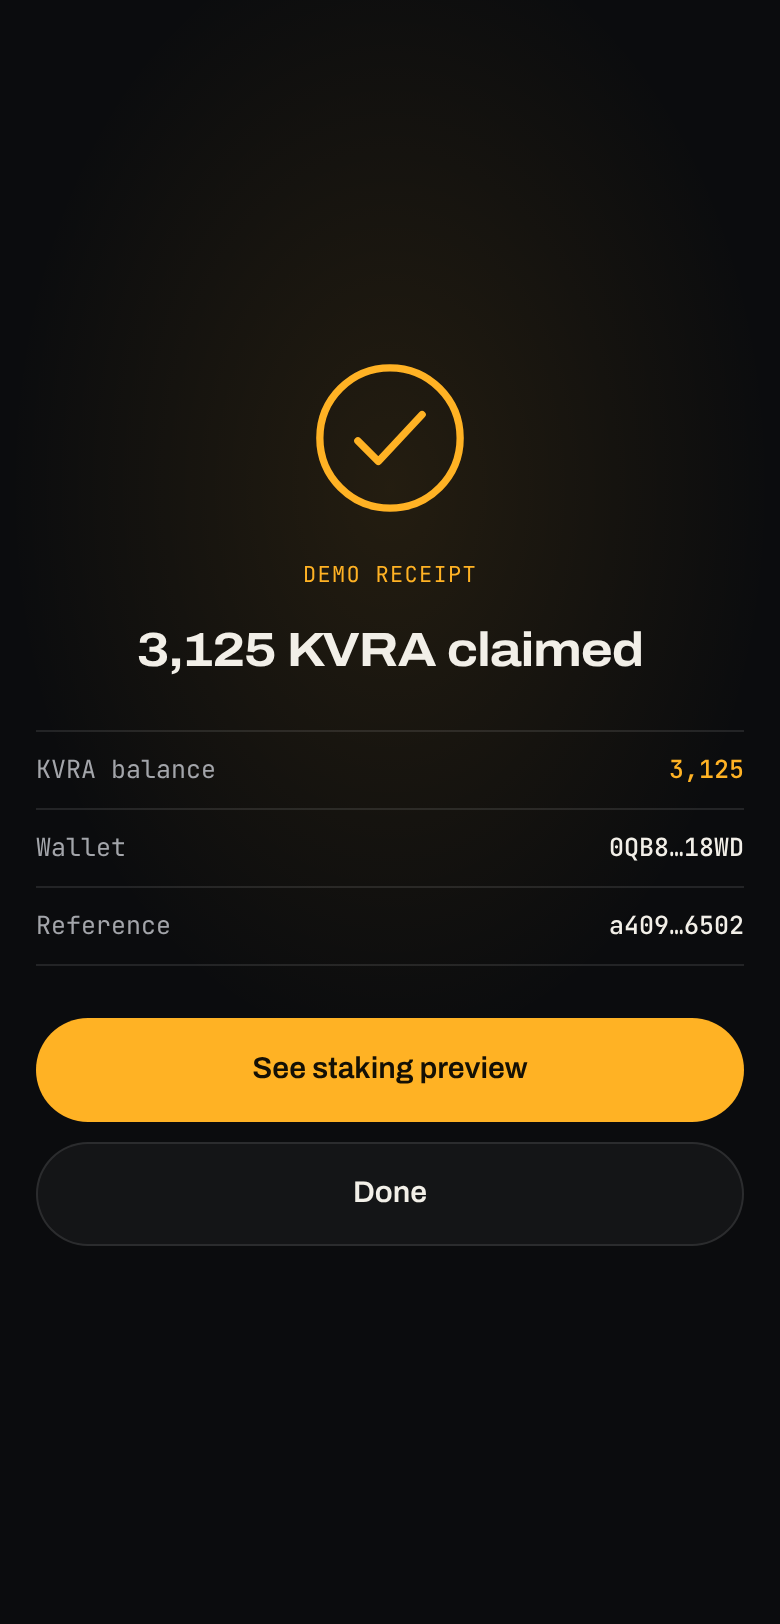 DEMO RECEIPT
3,125 KVRA claimed
KVRA balance 3,125
Wallet 0QB8…18WD
Reference a409…6502
See staking preview
Done